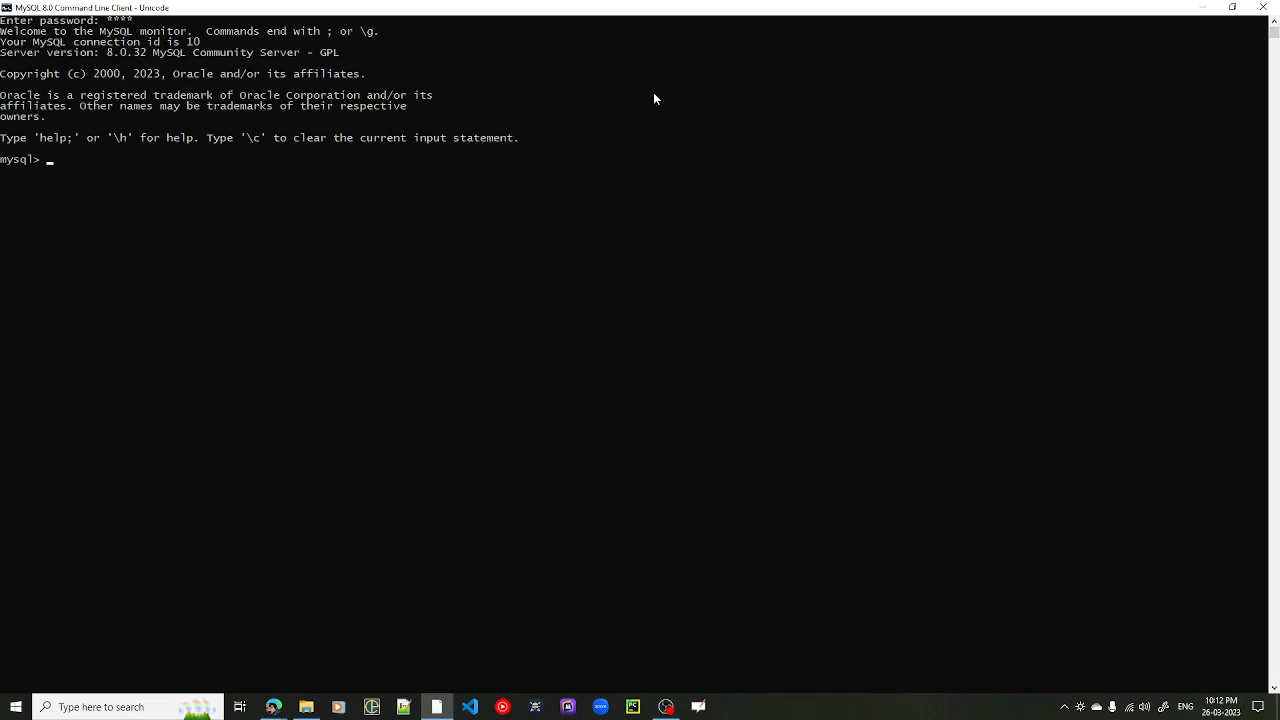 MySQL 8.0 Command Line Client - Unicode
Enter password: ****
Welcome to the MySQL monitor.  Commands end with ; or \g.
Your MySQL connection id is 10
Server version: 8.0.32 MySQL Community Server - GPL
Copyright (c) 2000, 2023, Oracle and/or its affiliates.
Oracle is a registered trademark of Oracle Corporation and/or its
affiliates. Other names may be trademarks of their respective
owners.
Type 'help;' or '\h' for help. Type '\c' to clear the current input statement.
mysql> _
Type here to search
zoom
PC
ENG
10:12 PM
26-03-2023